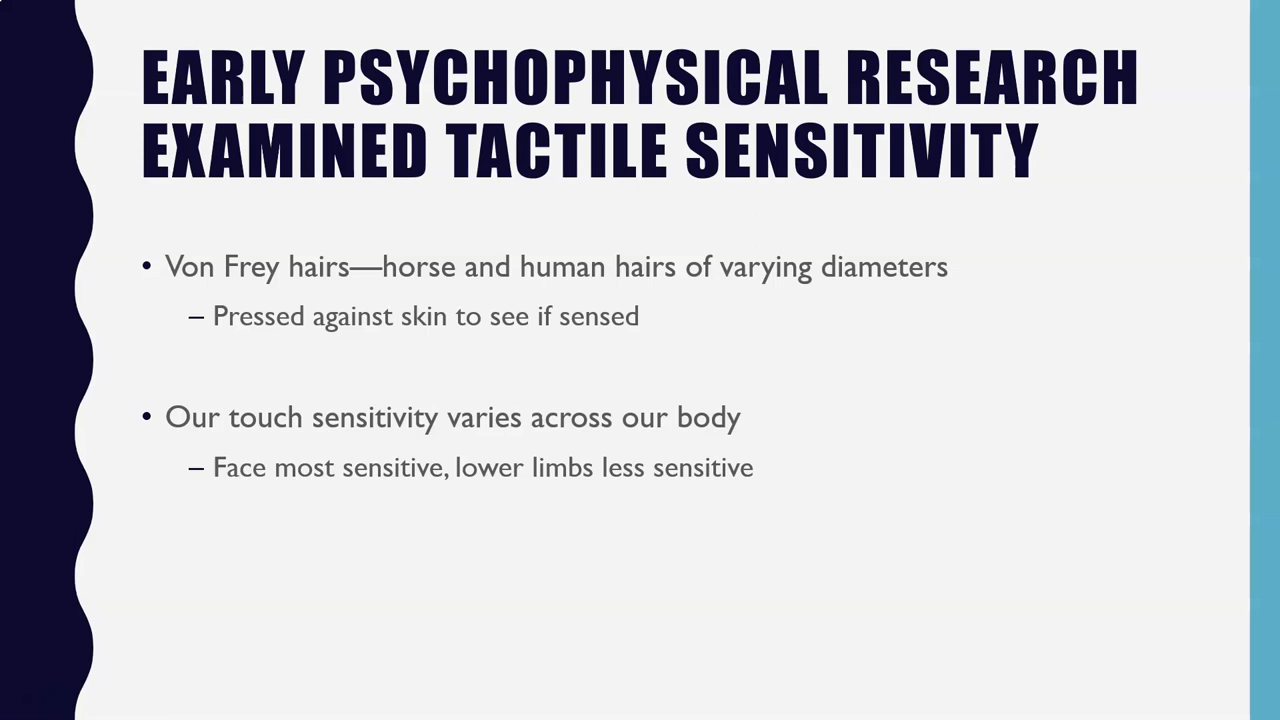 EARLY PSYCHOPHYSICAL RESEARCH
EXAMINED TACTILE SENSITIVITY
• Von Frey hairs—horse and human hairs of varying diameters
– Pressed against skin to see if sensed
• Our touch sensitivity varies across our body
– Face most sensitive, lower limbs less sensitive